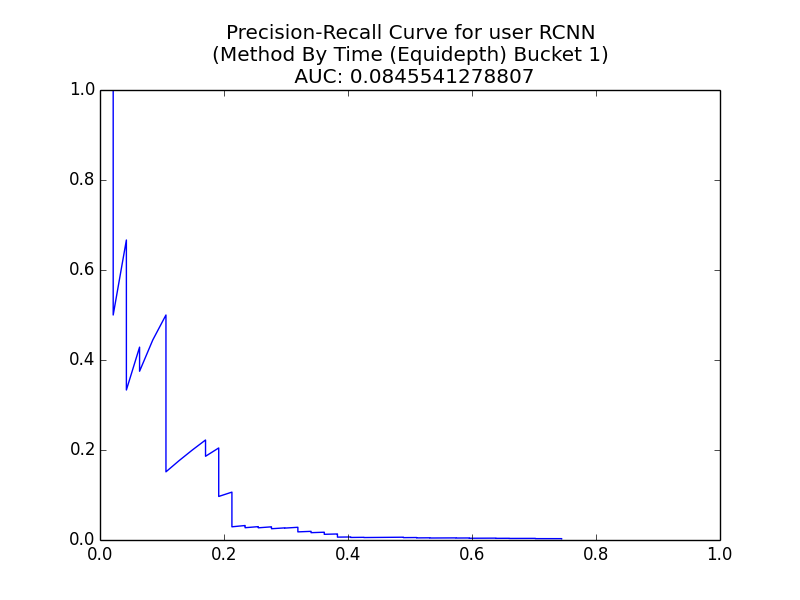 Precision-Recall Curve for user RCNN
(Method By Time (Equidepth) Bucket 1)
AUC: 0.0845541278807
1.0
0.8
0.6
0.4
0.2
0.0
0.0 0.2 0.4 0.6 0.8 1.0